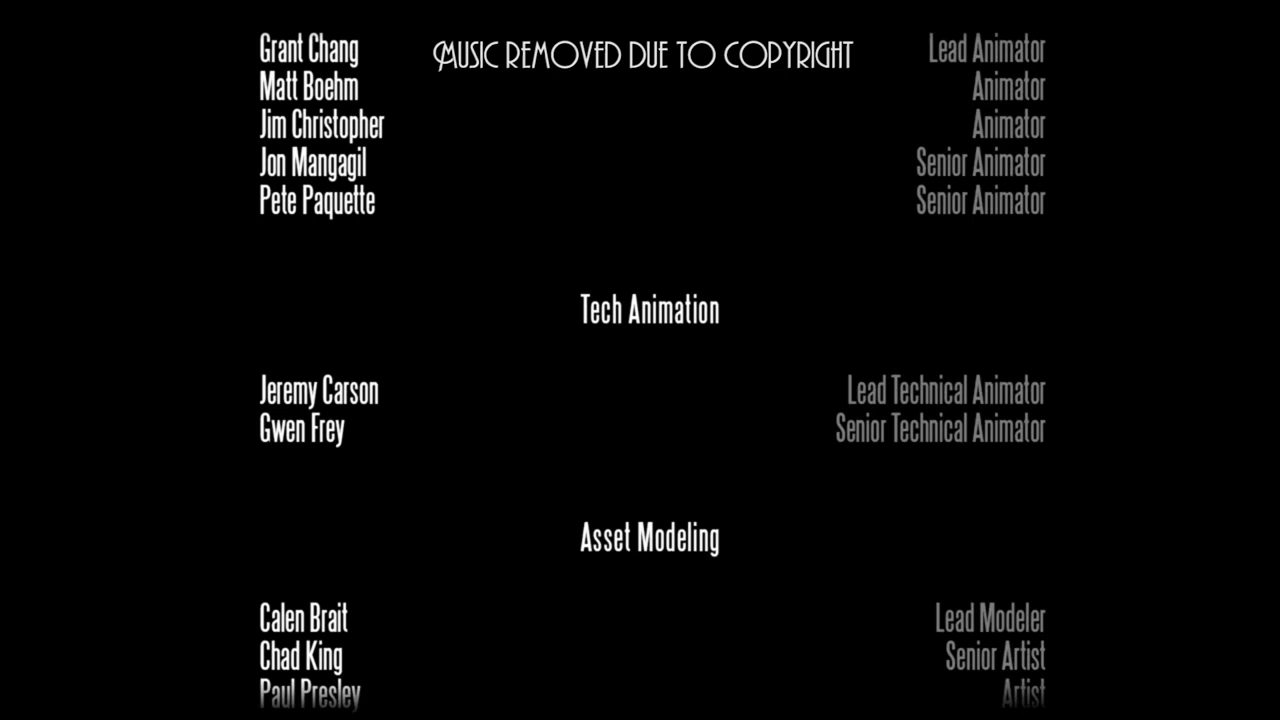 Music removed due to copyright
Grant Chang Lead Animator
Matt Boehm Animator
Jim Christopher Animator
Jon Mangagil Senior Animator
Pete Paquette Senior Animator
Tech Animation
Jeremy Carson Lead Technical Animator
Gwen Frey Senior Technical Animator
Asset Modeling
Calen Brait Lead Modeler
Chad King Senior Artist
Paul Presley Artist